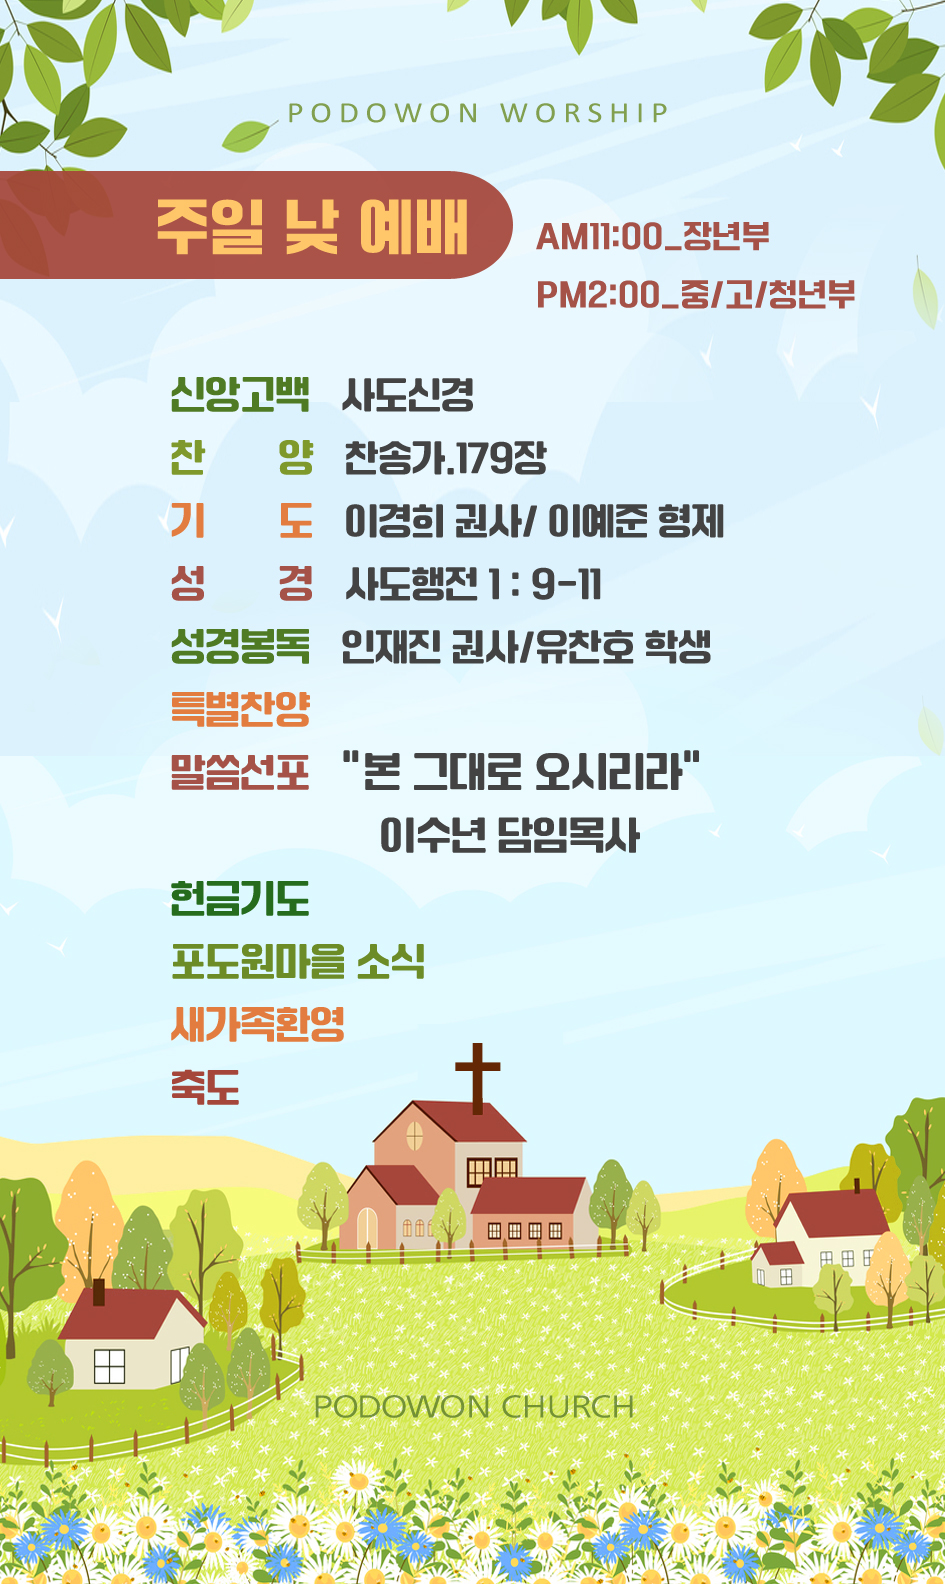 PODOWON WORSHIP
주일 낮 예배
AM11:00_장년부
PM2:00_중/고/청년부
신앙고백 사도신경
찬 양 찬송가.179장
기 도 이경희 권사/ 이예준 형제
성 경 사도행전 1 : 9-11
성경봉독 인재진 권사/유찬호 학생
특별찬양
말씀선포 "본 그대로 오시리라"
이수년 담임목사
헌금기도
포도원마을 소식
새가족환영
축도
PODOWON CHURCH